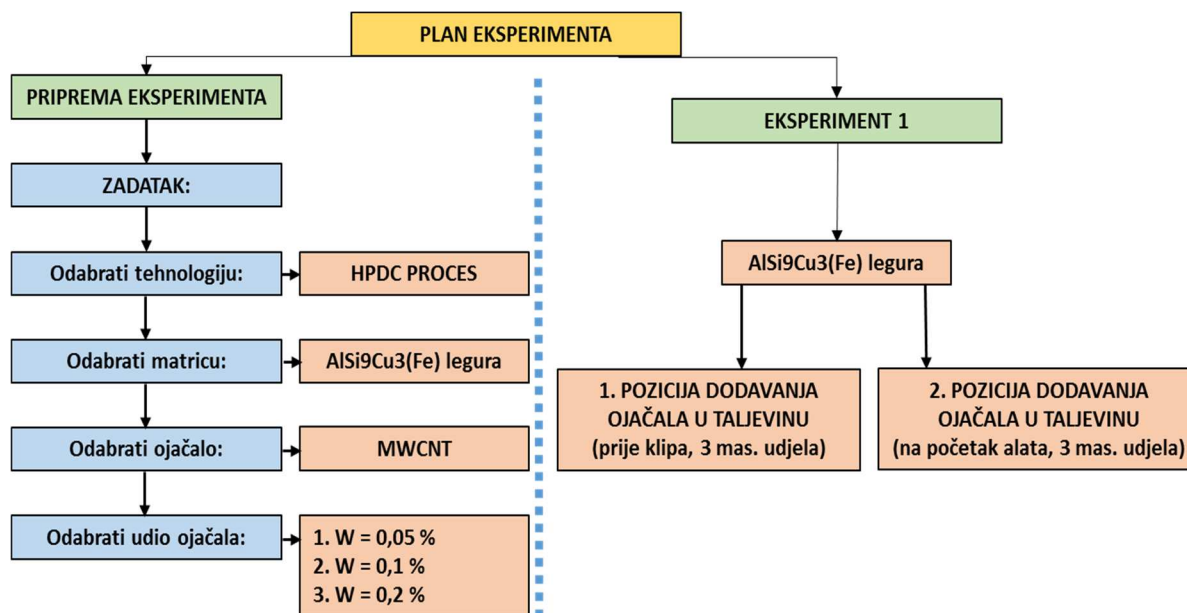 PLAN EKSPERIMENTA
PRIPREMA EKSPERIMENTA
ZADATAK:
Odabrati tehnologiju:
HPDC PROCES
Odabrati matricu:
AlSi9Cu3(Fe) legura
Odabrati ojačalo:
MWCNT
Odabrati udio ojačala:
1. W = 0,05 %
2. W = 0,1 %
3. W = 0,2 %
EKSPERIMENT 1
AlSi9Cu3(Fe) legura
1. POZICIJA DODAVANJA
OJAČALA U TALJEVINU
(prije klipa, 3 mas. udjela)
2. POZICIJA DODAVANJA
OJAČALA U TALJEVINU
(na početak alata, 3 mas. udjela)